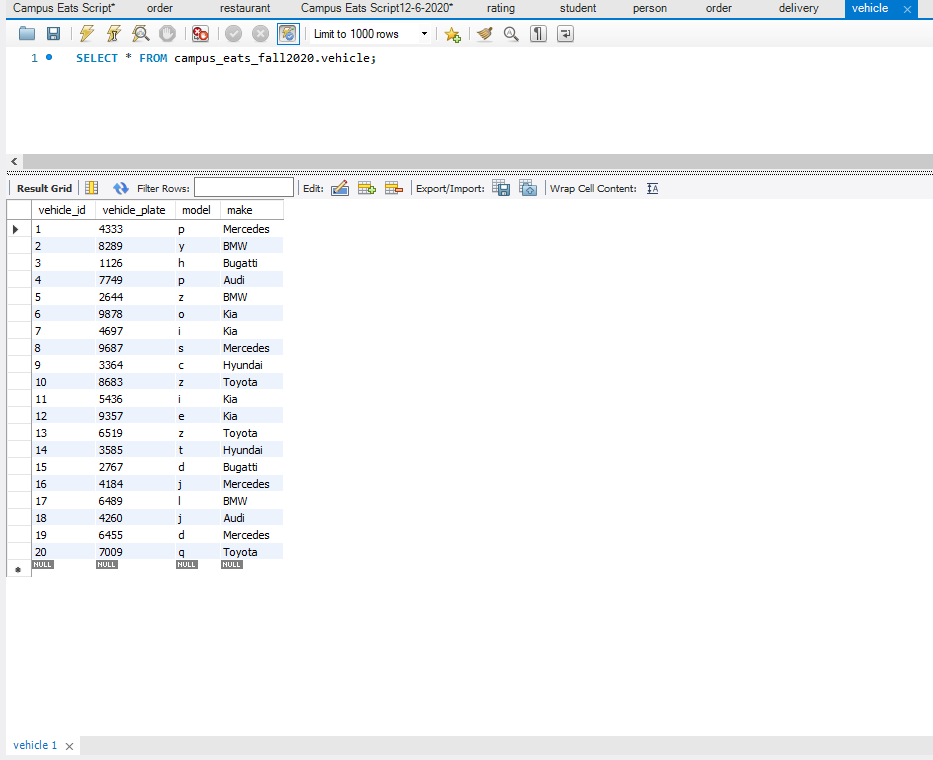 Campus Eats Script* order restaurant Campus Eats Script12-6-2020* rating student person order delivery vehicle
Limit to 1000 rows
1 SELECT * FROM campus_eats_fall2020.vehicle;
Result Grid Filter Rows: Edit: Export/Import: Wrap Cell Content:
vehicle_id vehicle_plate model make
1 4333 p Mercedes
2 8289 y BMW
3 1126 h Bugatti
4 7749 p Audi
5 2644 z BMW
6 9878 o Kia
7 4697 i Kia
8 9687 s Mercedes
9 3364 c Hyundai
10 8683 z Toyota
11 5436 i Kia
12 9357 e Kia
13 6519 z Toyota
14 3585 t Hyundai
15 2767 d Bugatti
16 4184 j Mercedes
17 6489 l BMW
18 4260 j Audi
19 6455 d Mercedes
20 7009 q Toyota
NULL NULL NULL NULL
vehicle 1